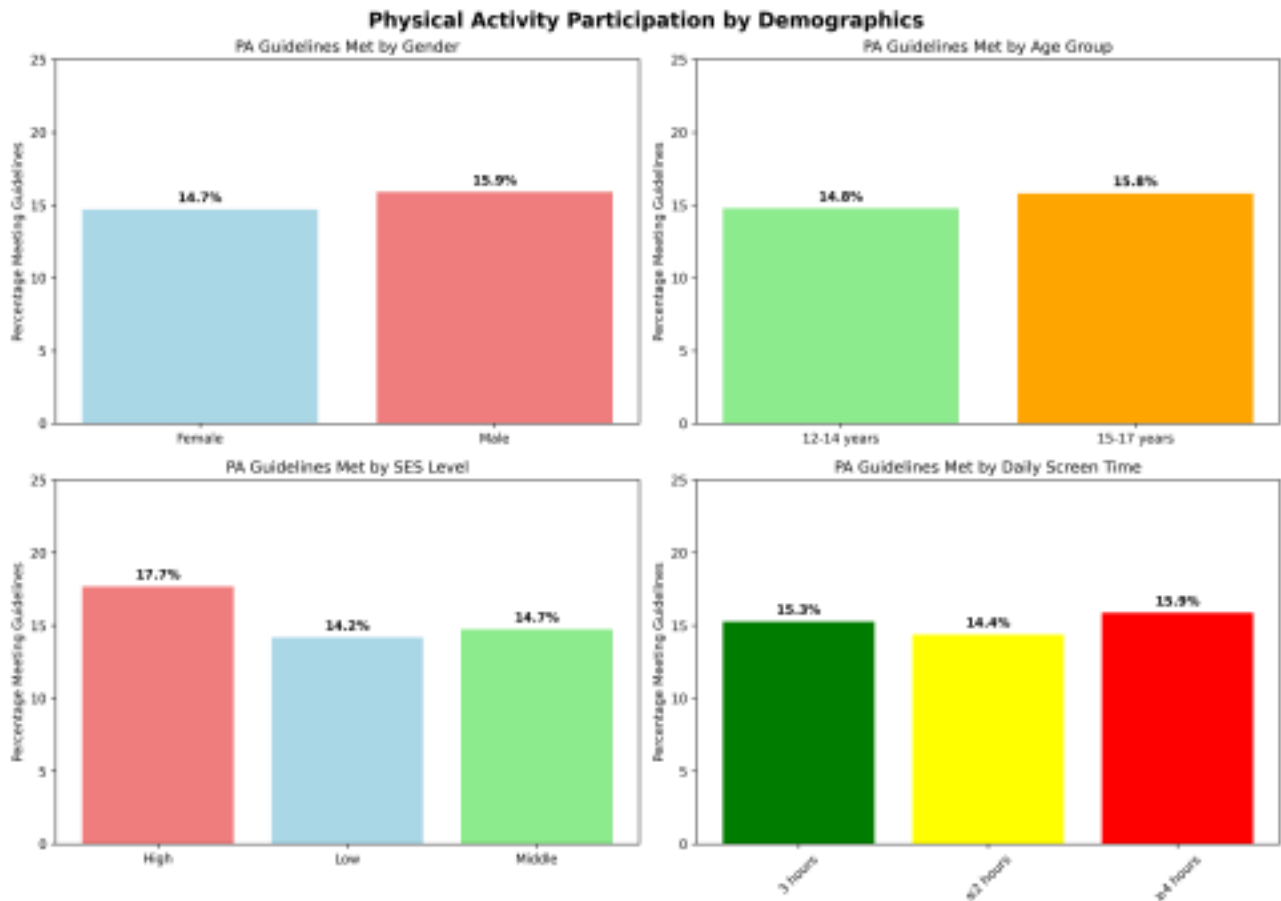 Physical Activity Participation by Demographics
PA Guidelines Met by Gender
Percentage Meeting Guidelines
25
20
15
10
5
0
14.7%
15.9%
Female
Male
PA Guidelines Met by Age Group
Percentage Meeting Guidelines
25
20
15
10
5
0
14.8%
15.8%
12-14 years
15-17 years
PA Guidelines Met by SES Level
Percentage Meeting Guidelines
25
20
15
10
5
0
17.7%
14.2%
14.7%
High
Low
Middle
PA Guidelines Met by Daily Screen Time
Percentage Meeting Guidelines
25
20
15
10
5
0
15.3%
14.4%
15.9%
3 hours
≤2 hours
≥4 hours